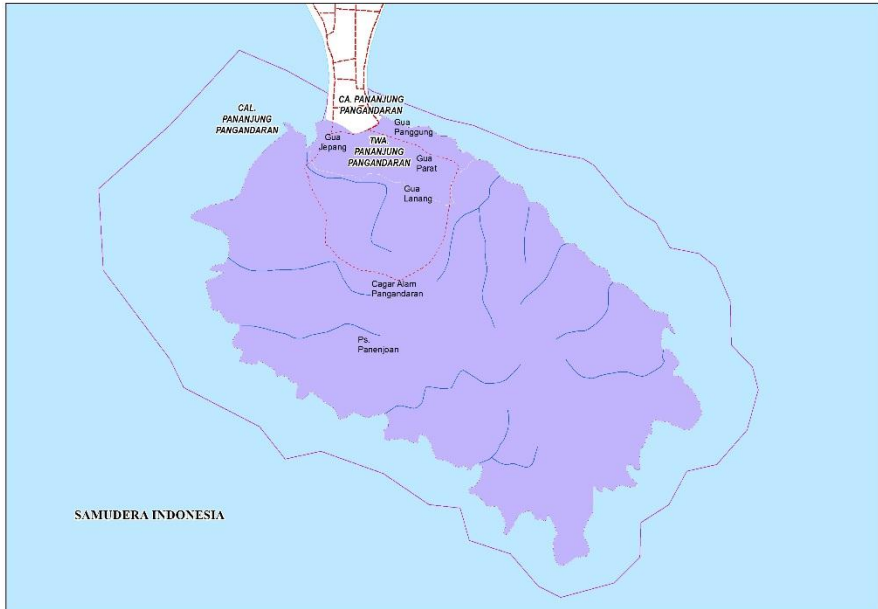 CA. PANANJUNG
PANGANDARAN
CAL.
PANANJUNG
PANGANDARAN
Gua
Panggung
Gua
Jepang
TWA.
PANANJUNG
PANGANDARAN
Gua
Parat
Gua
Lanang
Cagar Alam
Pangandaran
Ps.
Panenjoan
SAMUDERA INDONESIA